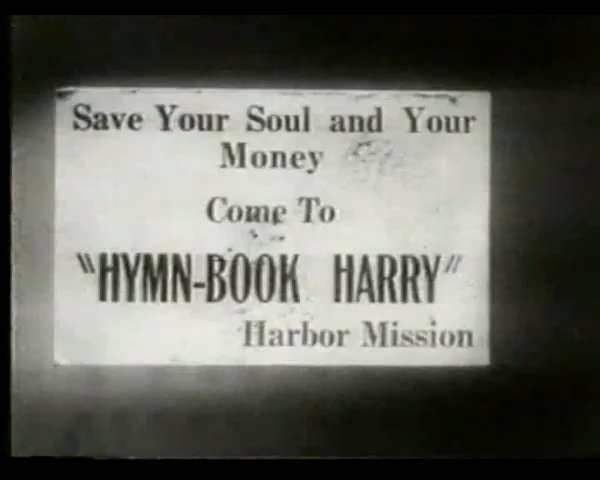 Save Your Soul and Your
Money
Come To
"HYMN-BOOK HARRY"
Harbor Mission